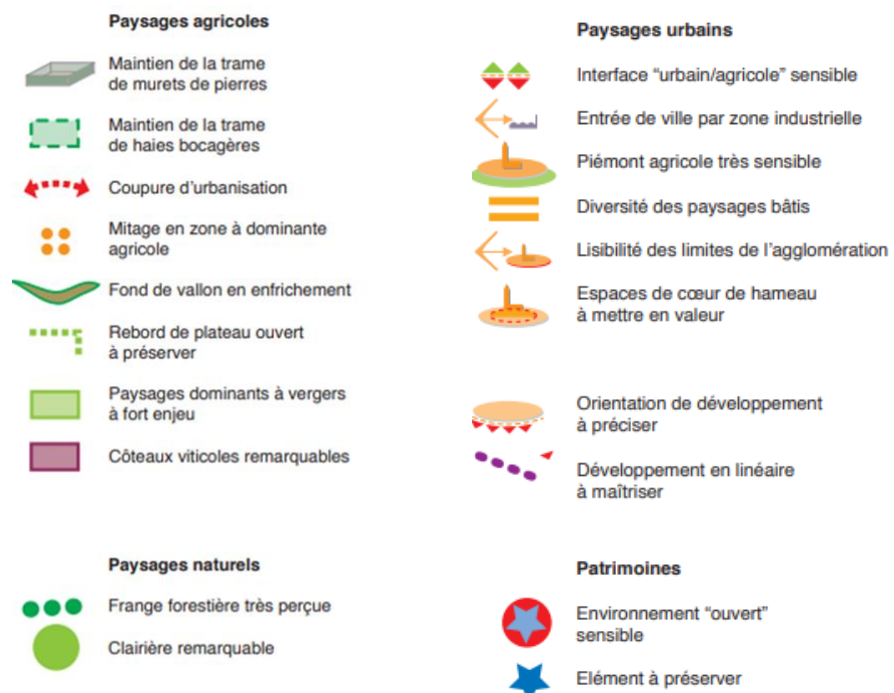 Paysages agricoles
Maintien de la trame
de murets de pierres
Maintien de la trame
de haies bocagères
Coupure d'urbanisation
Mitage en zone à dominante
agricole
Fond de vallon en enfrichement
Rebord de plateau ouvert
à préserver
Paysages dominants à vergers
à fort enjeu
Côteaux viticoles remarquables
Paysages naturels
Frange forestière très perçue
Clairière remarquable
Paysages urbains
Interface "urbain/agricole" sensible
Entrée de ville par zone industrielle
Piémont agricole très sensible
Diversité des paysages bâtis
Lisibilité des limites de l'agglomération
Espaces de cœur de hameau
à mettre en valeur
Orientation de développement
à préciser
Développement en linéaire
à maîtriser
Patrimoines
Environnement "ouvert"
sensible
Elément à préserver